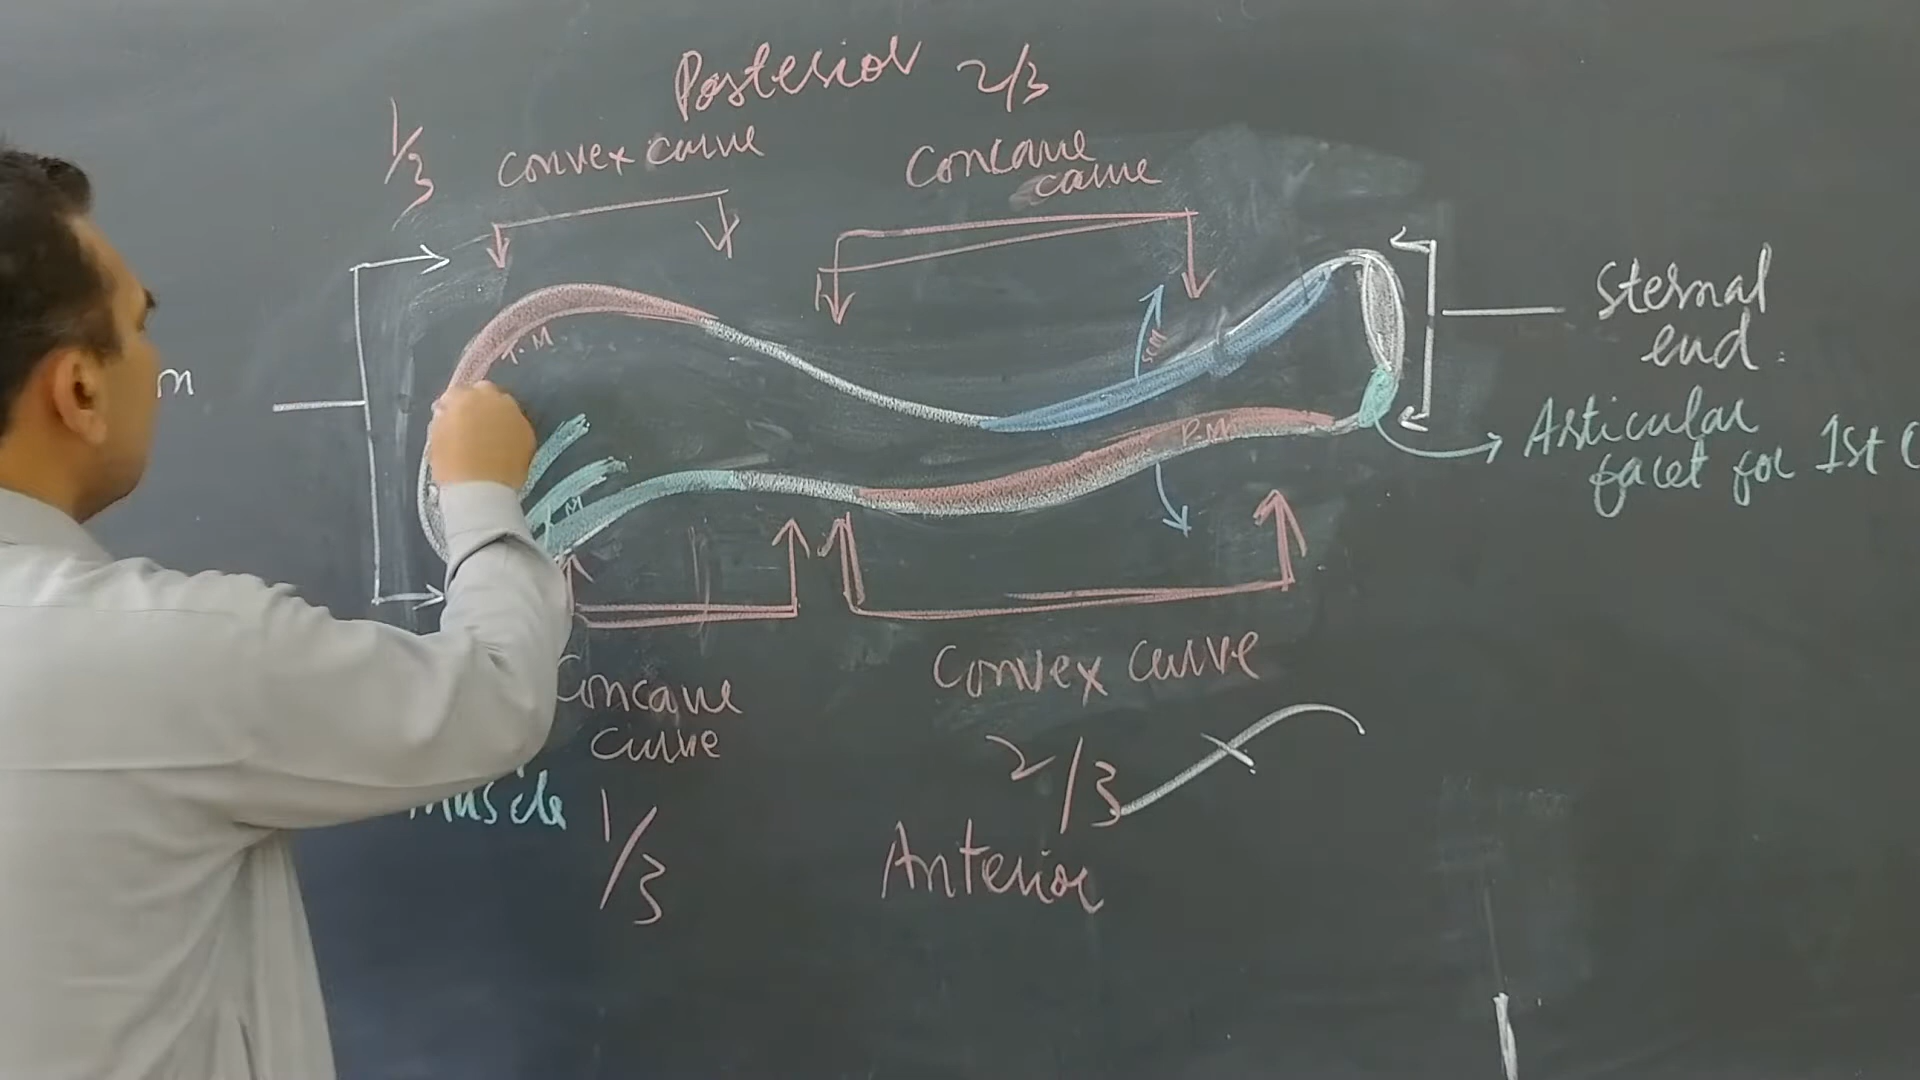 Posterior 2/3
1/3
Convex curve
Concave
curve
Sternal
end
T.M
SCM
P.M
m
M
Articular
facet for 1st C
Concave
curve
Convex curve
2/3
Muscle
1/3
Anterior